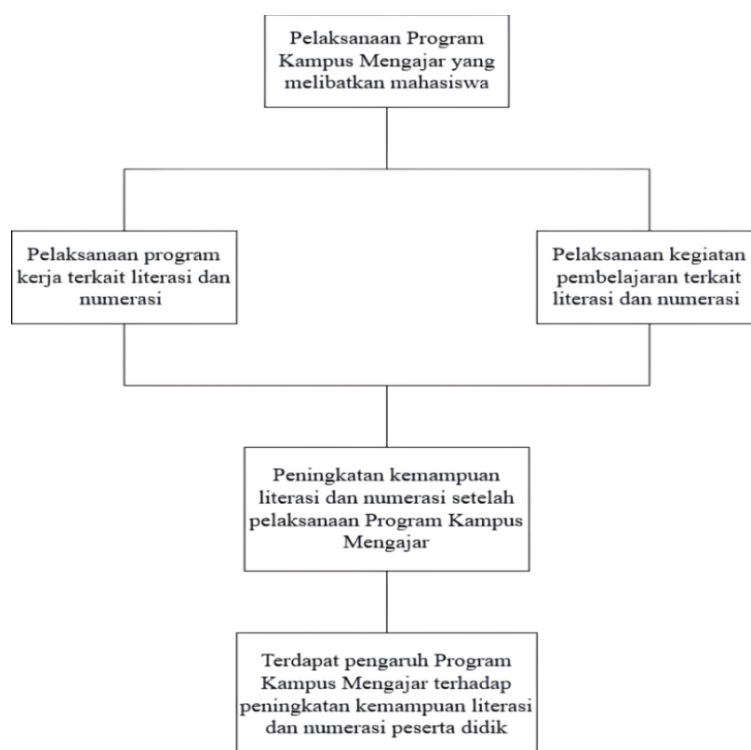 Pelaksanaan Program
Kampus Mengajar yang
melibatkan mahasiswa
Pelaksanaan program
kerja terkait literasi dan
numerasi
Pelaksanaan kegiatan
pembelajaran terkait
literasi dan numerasi
Peningkatan kemampuan
literasi dan numerasi setelah
pelaksanaan Program Kampus
Mengajar
Terdapat pengaruh Program
Kampus Mengajar terhadap
peningkatan kemampuan literasi
dan numerasi peserta didik